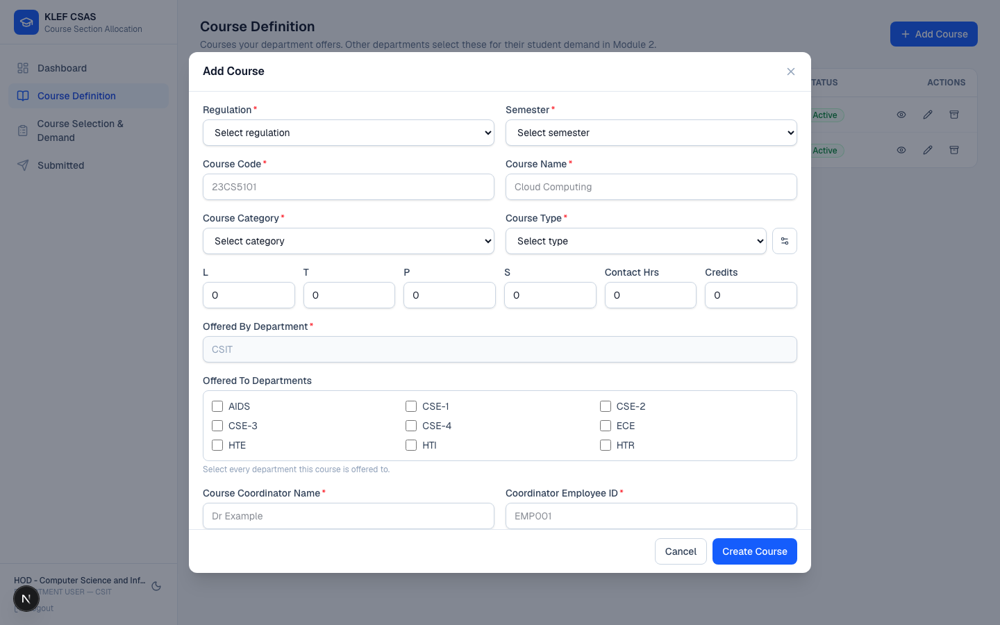 KLEF CSAS
Course Section Allocation
Dashboard
Course Definition
Course Selection &
Demand
Submitted
HOD - Computer Science and Inf...
USER — CSIT
Course Definition
Courses your department offers. Other departments select these for their student demand in Module 2.
+ Add Course
ACTIONS
Active
Active
Add Course
Regulation *
Semester *
Select regulation
Select semester
Course Code *
Course Name *
23CS5101
Cloud Computing
Course Category *
Course Type *
Select category
Select type
L T P S Contact Hrs Credits
0 0 0 0 0 0
Offered By Department *
CSIT
Offered To Departments
AIDS CSE-1 CSE-2
CSE-3 CSE-4 ECE
HTE HTI HTR
Select every department this course is offered to.
Course Coordinator Name *
Coordinator Employee ID *
Dr Example
EMP001
Cancel
Create Course